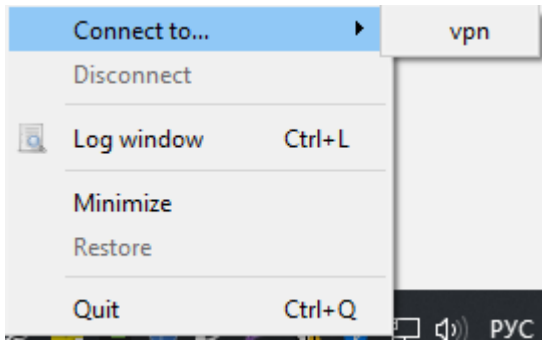 Connect to...
vpn
Disconnect
Log window Ctrl+L
Minimize
Restore
Quit Ctrl+Q
РУС